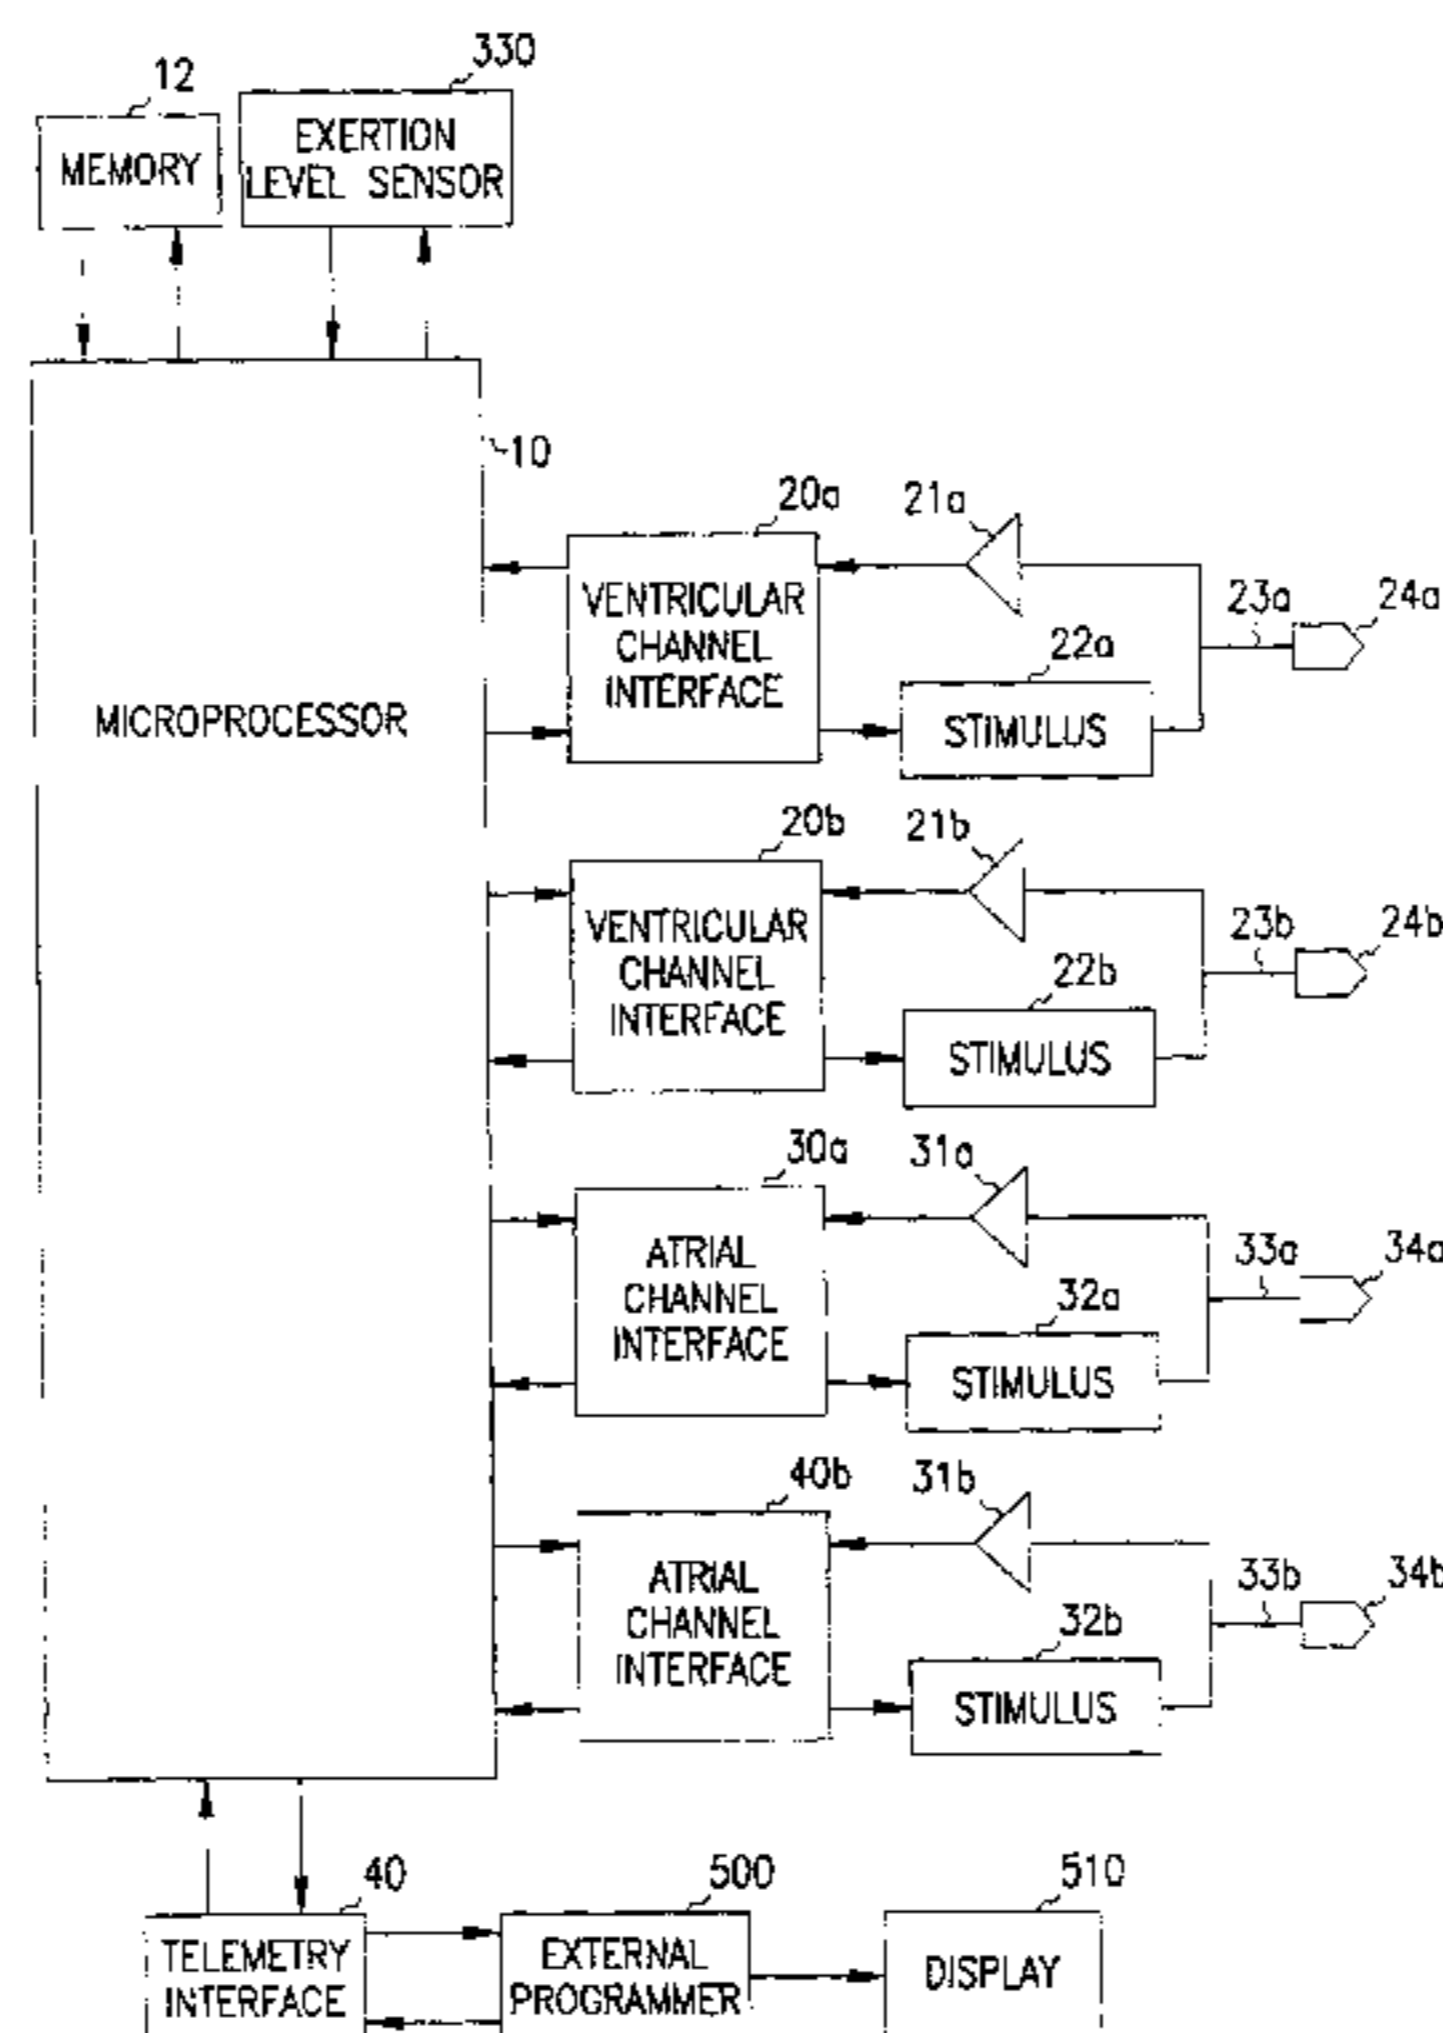 330
12
EXERTION
LEVEL SENSOR
MEMORY
10
20a
21a
23a
24a
VENTRICULAR
CHANNEL
INTERFACE
22a
STIMULUS
MICROPROCESSOR
20b
21b
23b
24b
VENTRICULAR
CHANNEL
INTERFACE
22b
STIMULUS
30a
31a
33a
34a
ATRIAL
CHANNEL
INTERFACE
32a
STIMULUS
40b
31b
33b
34b
ATRIAL
CHANNEL
INTERFACE
32b
STIMULUS
40
500
510
TELEMETRY
INTERFACE
EXTERNAL
PROGRAMMER
DISPLAY